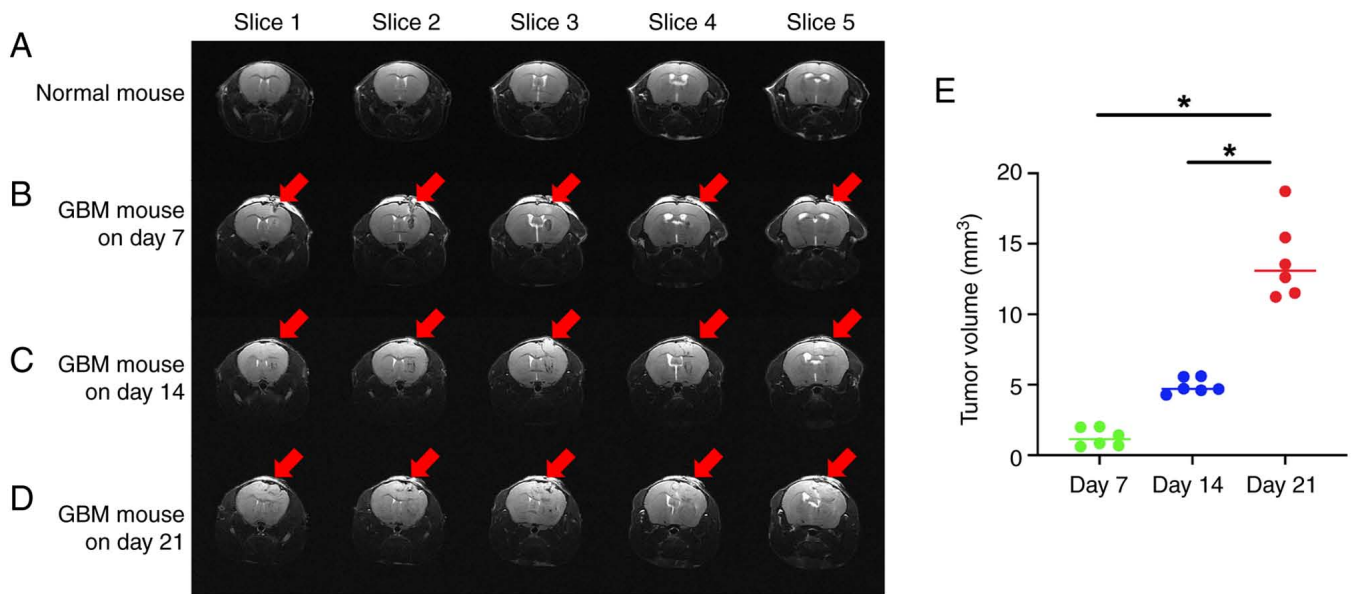 Slice 1 Slice 2 Slice 3 Slice 4 Slice 5
A
Normal mouse
B
GBM mouse
on day 7
C
GBM mouse
on day 14
D
GBM mouse
on day 21
E
*
*
Tumor volume (mm³)
20
15
10
5
0
Day 7 Day 14 Day 21